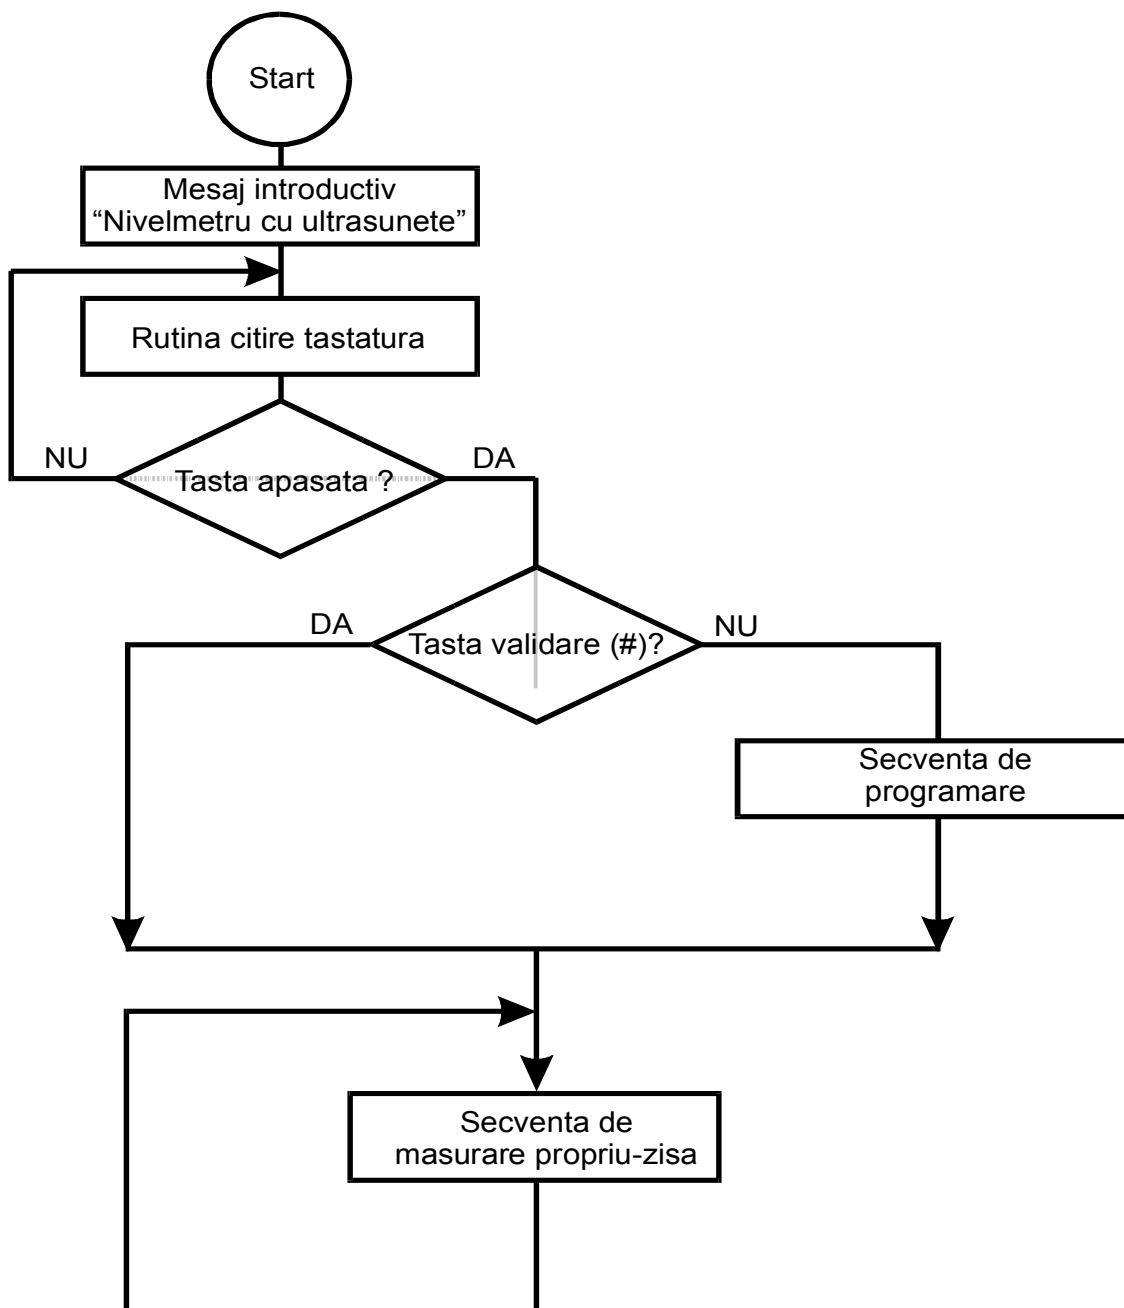 Start
Mesaj introductiv
“Nivelmetru cu ultrasunete”
Rutina citire tastatura
NU
DA
Tasta apasata ?
DA
NU
Tasta validare (#)?
Secventa de
programare
Secventa de
masurare propriu-zisa